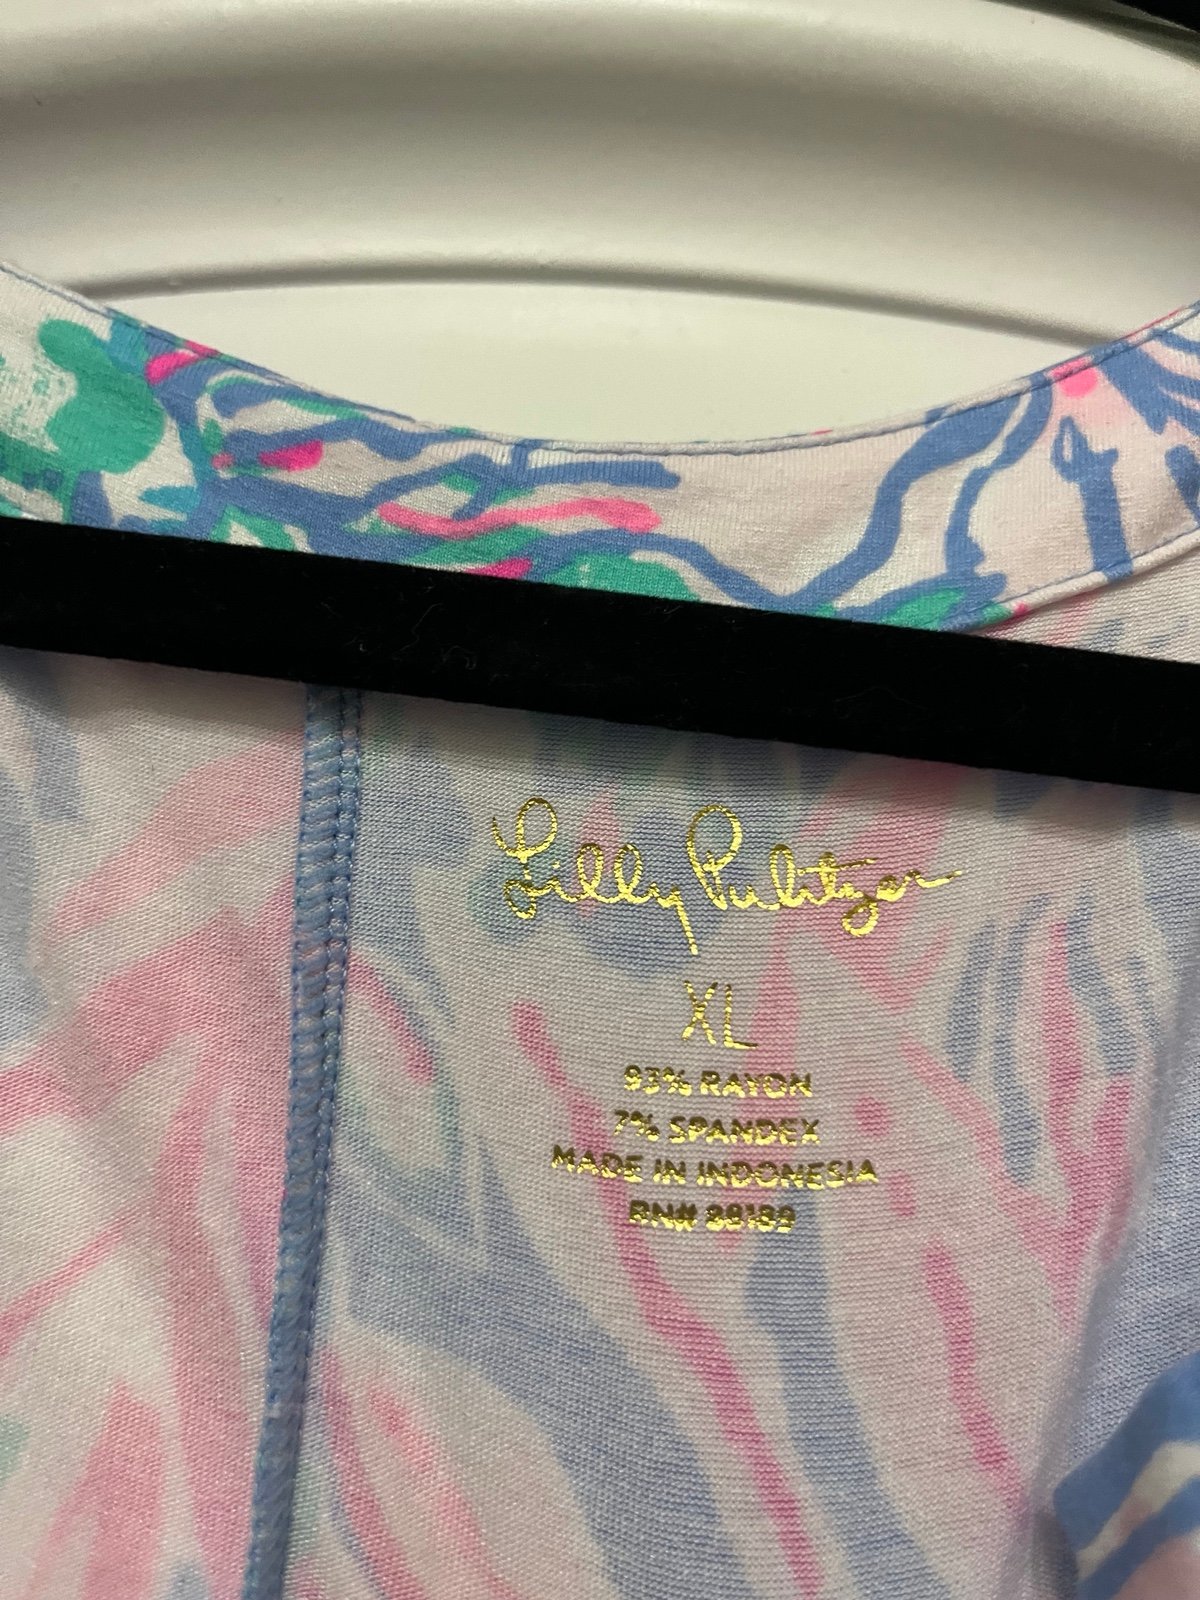 Lilly Pulitzer
XL
93% RAYON
7% SPANDEX
MADE IN INDONESIA
RN# 88189